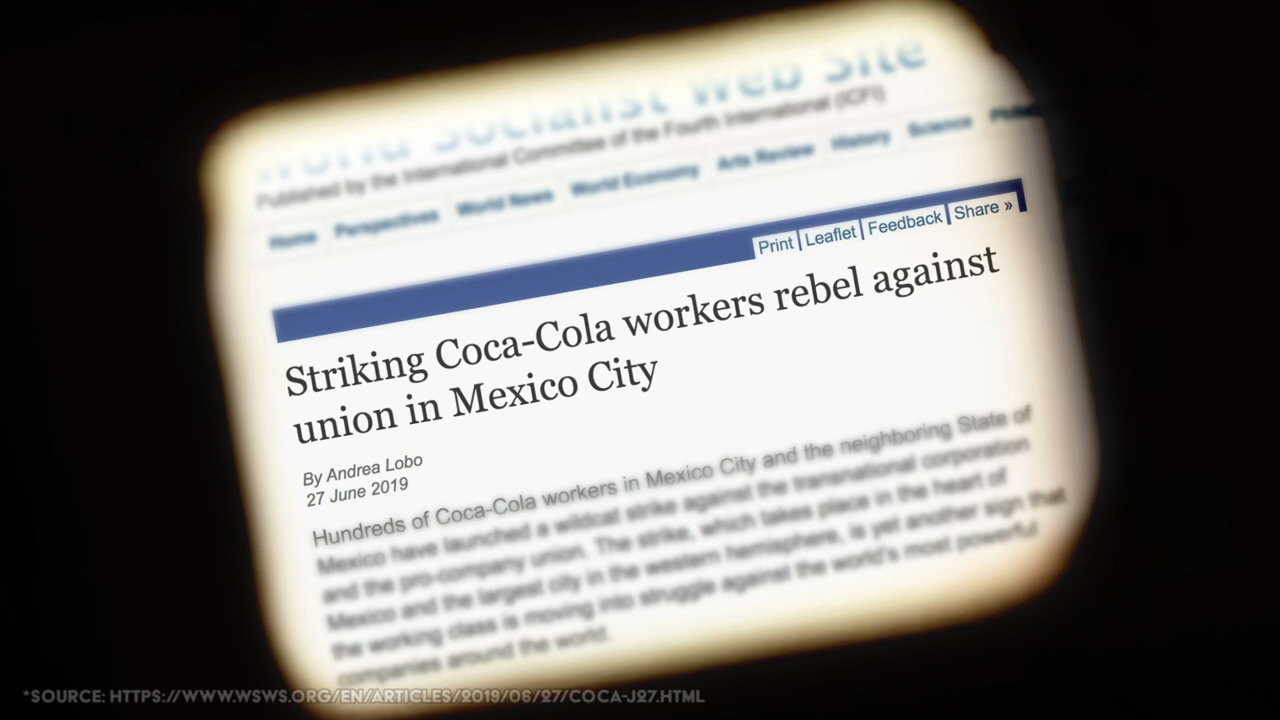 World Socialist Web Site
Published by the International Committee of the Fourth International (ICFI)
Home Perspectives World News World Economy Arts Review History Science
Print Leaflet Feedback Share »
Striking Coca-Cola workers rebel against
union in Mexico City
By Andrea Lobo
27 June 2019
Hundreds of Coca-Cola workers in Mexico City and the neighboring State of
Mexico have launched a wildcat strike against the transnational corporation
and the pro-company union. The strike, which takes place in the heart of
Mexico and the largest city in the western hemisphere, is yet another sign that
the working class is moving into struggle against the world's most powerful
companies around the world.
*SOURCE: HTTPS://WWW.WSWS.ORG/EN/ARTICLES/2019/06/27/COCA-J27.HTML